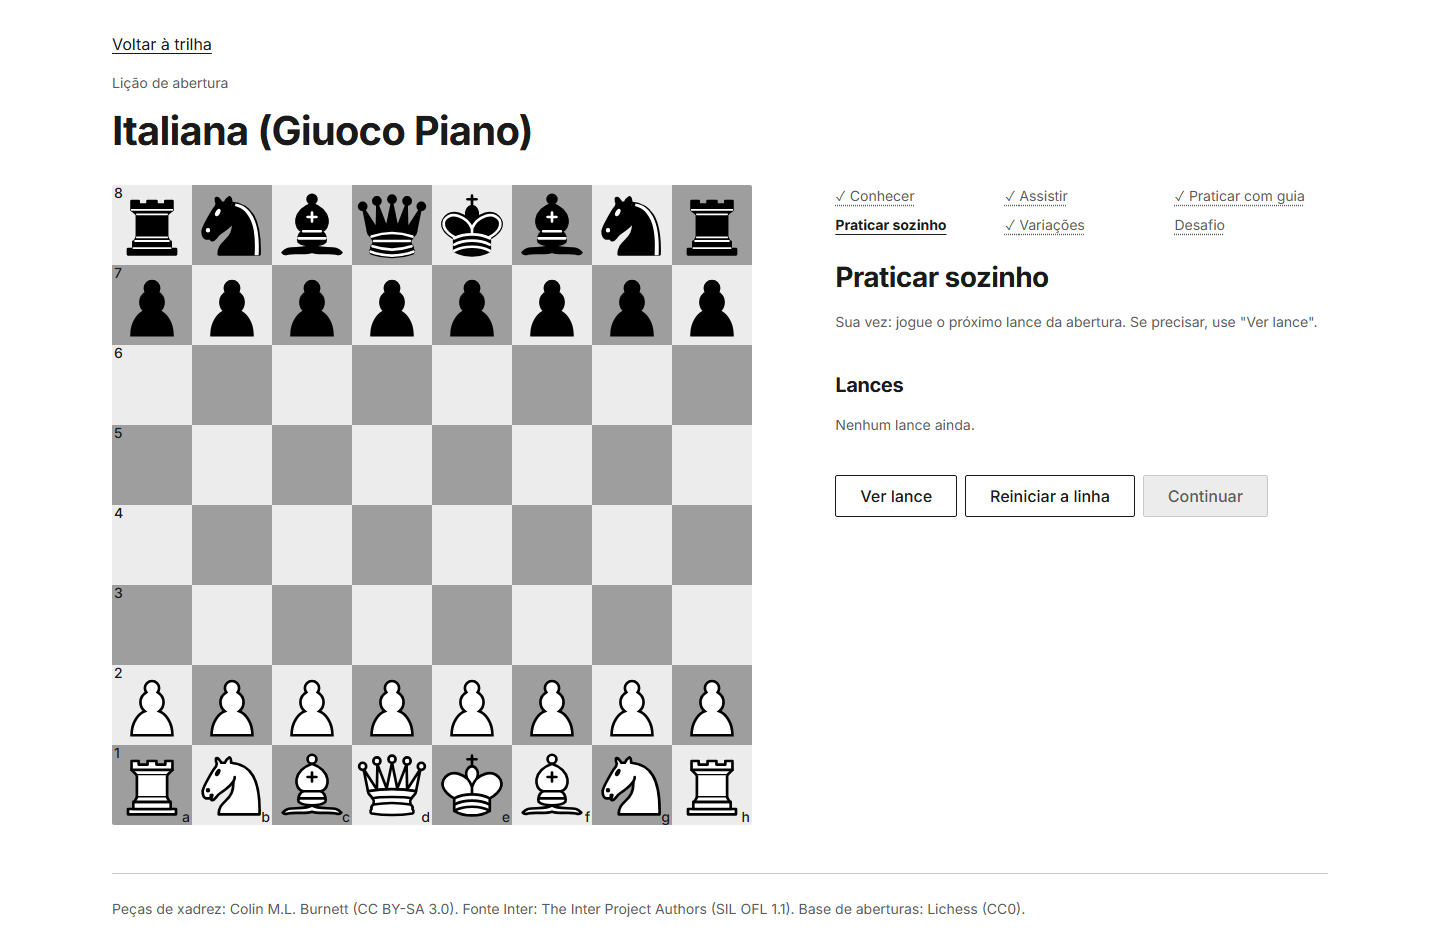 Voltar à trilha
Lição de abertura
Italiana (Giuoco Piano)
8
7
6
5
4
3
2
1
a b c d e f g h
✓ Conhecer ✓ Assistir ✓ Praticar com guia
Praticar sozinho ✓ Variações Desafio
Praticar sozinho
Sua vez: jogue o próximo lance da abertura. Se precisar, use "Ver lance".
Lances
Nenhum lance ainda.
Ver lance Reiniciar a linha Continuar
Peças de xadrez: Colin M.L. Burnett (CC BY-SA 3.0). Fonte Inter: The Inter Project Authors (SIL OFL 1.1). Base de aberturas: Lichess (CC0).